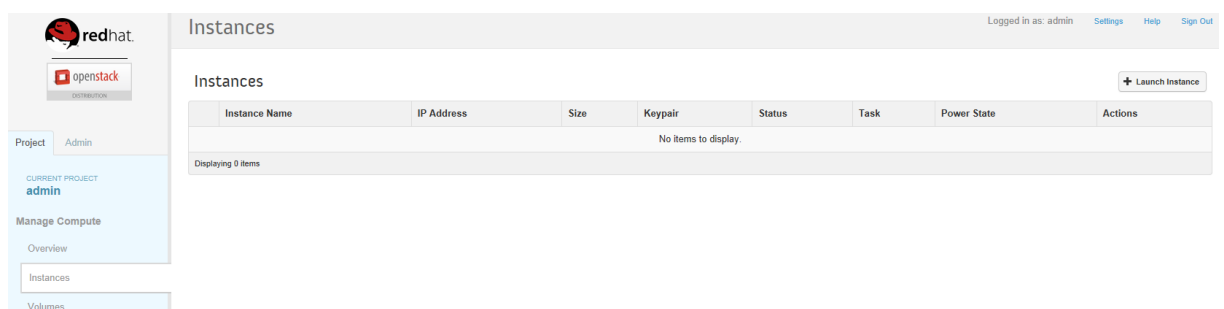 redhat.
openstack
DISTRIBUTION
Project Admin
CURRENT PROJECT
admin
Manage Compute
Overview
Instances
Volumes
Instances
Logged in as: admin Settings Help Sign Out
Instances
+ Launch Instance
Instance Name IP Address Size Keypair Status Task Power State Actions
No items to display.
Displaying 0 items